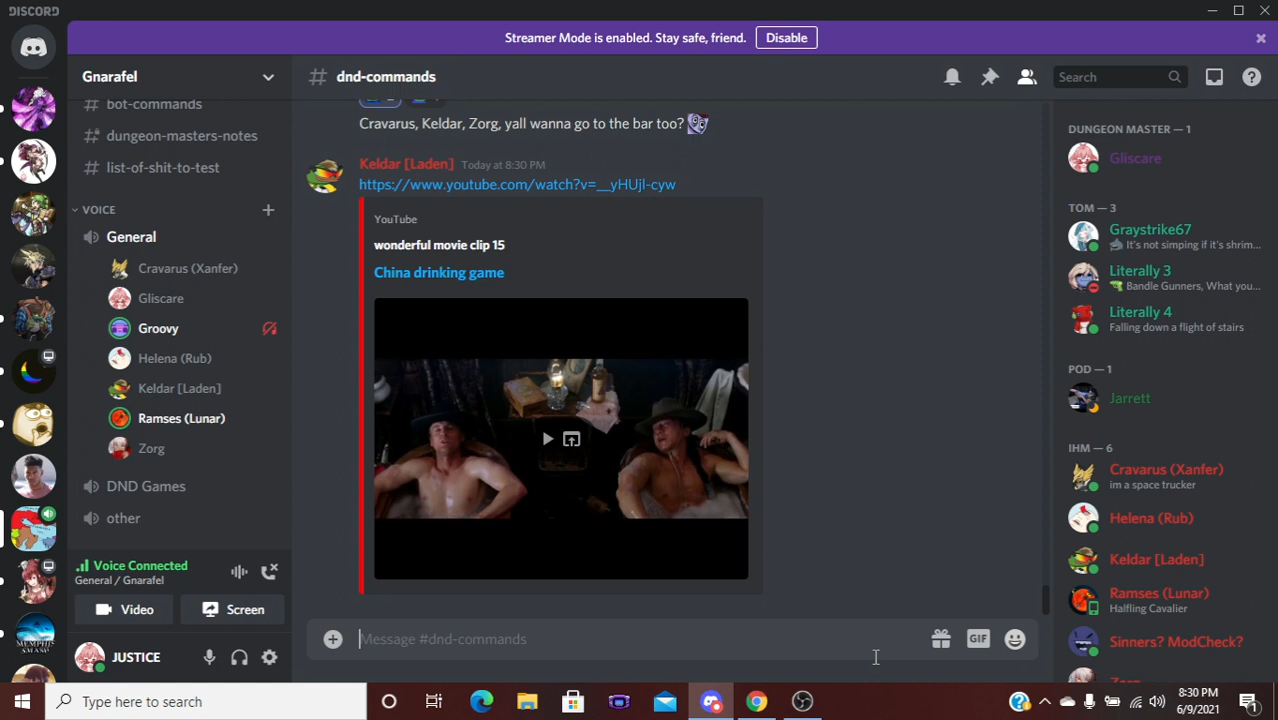 DISCORD
Streamer Mode is enabled. Stay safe, friend.
Disable
Gnarafel
bot-commands
dungeon-masters-notes
list-of-shit-to-test
VOICE
General
Cravarus (Xanfer)
Gliscare
Groovy
Helena (Rub)
Keldar [Laden]
Ramses (Lunar)
Zorg
DND Games
other
Voice Connected
General / Gnarafel
Video
Screen
JUSTICE
# dnd-commands
Search
Cravarus, Keldar, Zorg, yall wanna go to the bar too?
Keldar [Laden] Today at 8:30 PM
https://www.youtube.com/watch?v=__yHUjI-cyw
YouTube
wonderful movie clip 15
China drinking game
Message #dnd-commands
GIF
DUNGEON MASTER — 1
Gliscare
TOM — 3
Graystrike67
It's not simping if it's shrim...
Literally 3
Bandle Gunners, What you...
Literally 4
Falling down a flight of stairs
POD — 1
Jarrett
IHM — 6
Cravarus (Xanfer)
im a space trucker
Helena (Rub)
Keldar [Laden]
Ramses (Lunar)
Halfling Cavalier
Sinners? ModCheck?
Zorg
Type here to search
8:30 PM
6/9/2021
1